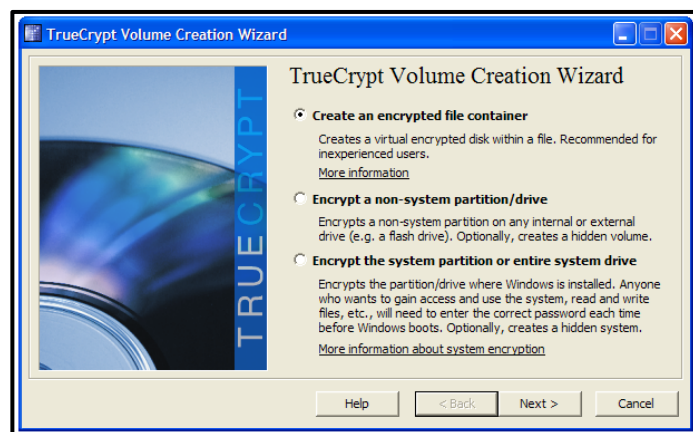 TrueCrypt Volume Creation Wizard
TRUECRYPT
TrueCrypt Volume Creation Wizard
Create an encrypted file container
Creates a virtual encrypted disk within a file. Recommended for
inexperienced users.
More information
Encrypt a non-system partition/drive
Encrypts a non-system partition on any internal or external
drive (e.g. a flash drive). Optionally, creates a hidden volume.
Encrypt the system partition or entire system drive
Encrypts the partition/drive where Windows is installed. Anyone
who wants to gain access and use the system, read and write
files, etc., will need to enter the correct password each time
before Windows boots. Optionally, creates a hidden system.
More information about system encryption
Help
< Back
Next >
Cancel